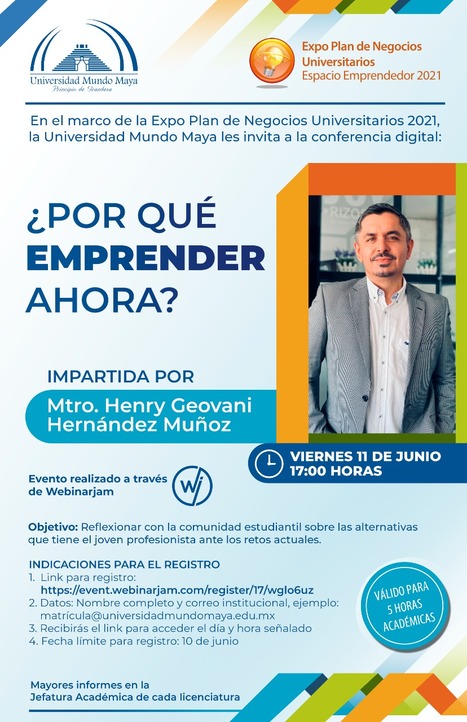 Universidad Mundo Maya
Principio de Grandeza
Expo Plan de Negocios
Universitarios
Espacio Emprendedor 2021
En el marco de la Expo Plan de Negocios Universitarios 2021,
la Universidad Mundo Maya les invita a la conferencia digital:
¿POR QUÉ
EMPRENDER
AHORA?
IMPARTIDA POR
Mtro. Henry Geovani
Hernández Muñoz
VIERNES 11 DE JUNIO
17:00 HORAS
Evento realizado a través
de Webinarjam
Objetivo: Reflexionar con la comunidad estudiantil sobre las alternativas
que tiene el joven profesionista ante los retos actuales.
INDICACIONES PARA EL REGISTRO
1. Link para registro:
https://event.webinarjam.com/register/17/wglo6uz
2. Datos: Nombre completo y correo institucional, ejemplo:
matrícula@universidadmundomaya.edu.mx
3. Recibirás el link para acceder el día y hora señalado
4. Fecha límite para registro: 10 de junio
VÁLIDO PARA
5 HORAS
ACADÉMICAS
Mayores informes en la
Jefatura Académica de cada licenciatura